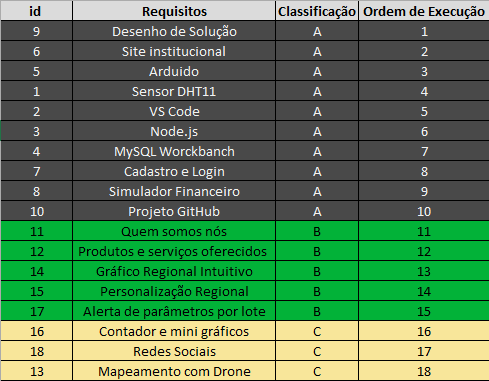 id Requisitos Classificação Ordem de Execução
9 Desenho de Solução A 1
6 Site institucional A 2
5 Arduido A 3
1 Sensor DHT11 A 4
2 VS Code A 5
3 Node.js A 6
4 MySQL Worckbanch A 7
7 Cadastro e Login A 8
8 Simulador Financeiro A 9
10 Projeto GitHub A 10
11 Quem somos nós B 11
12 Produtos e serviços oferecidos B 12
14 Gráfico Regional Intuitivo B 13
15 Personalização Regional B 14
17 Alerta de parâmetros por lote B 15
16 Contador e mini gráficos C 16
18 Redes Sociais C 17
13 Mapeamento com Drone C 18